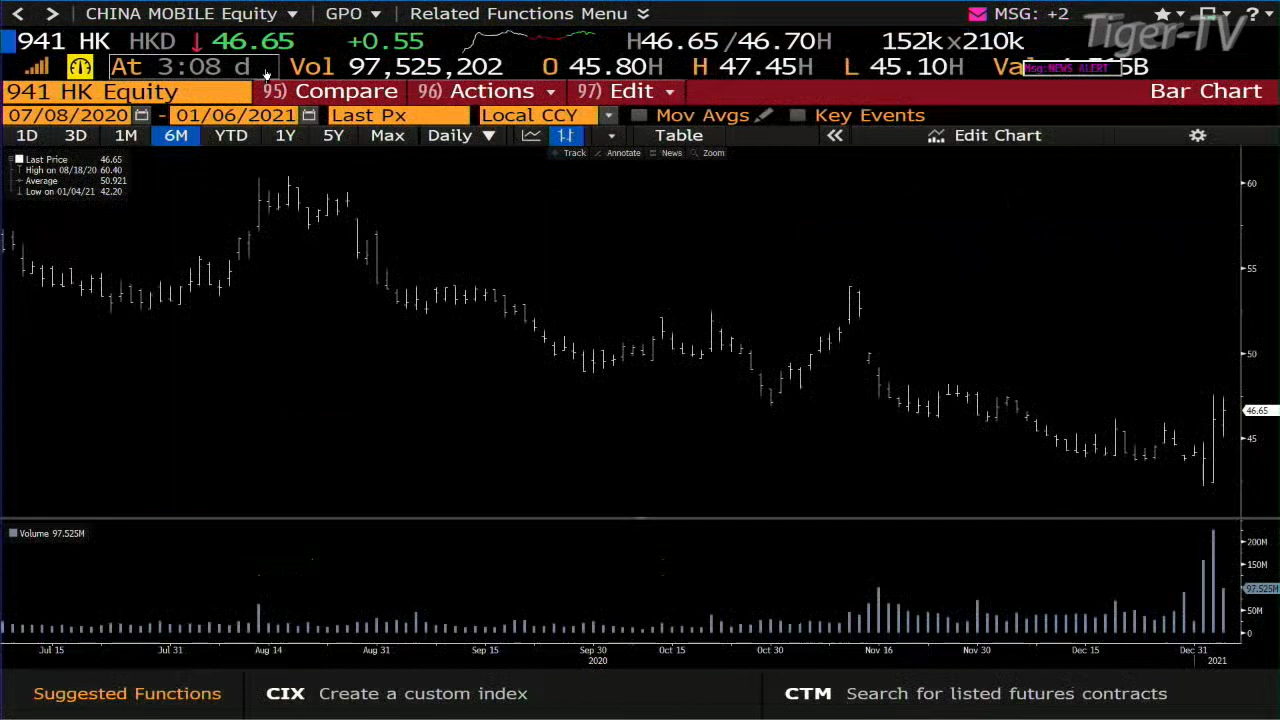 CHINA MOBILE Equity GPO Related Functions Menu MSG: +2 ?
Tiger-TV
941 HK HKD 46.65 +0.55 H46.65 / 46.70H 152k x 210k
At 3:08 d Vol 97,525,202 O 45.80H H 47.45H L 45.10H Va 5B
Msg:NEWS ALERT
941 HK Equity 95) Compare 96) Actions 97) Edit Bar Chart
07/08/2020 - 01/06/2021 Last Px Local CCY Mov Avgs Key Events
1D 3D 1M 6M YTD 1Y 5Y Max Daily Table Edit Chart
Track Annotate News Zoom
Last Price 46.65
High on 08/18/20 60.40
Average 50.921
Low on 01/04/21 42.20
60
55
50
46.65
45
Volume 97.525M
200M
150M
97.525M
50M
0
Jul 15 Jul 31 Aug 14 Aug 31 Sep 15 Sep 30 Oct 15 Oct 30 Nov 16 Nov 30 Dec 15 Dec 31
2020 2021
Suggested Functions CIX Create a custom index CTM Search for listed futures contracts